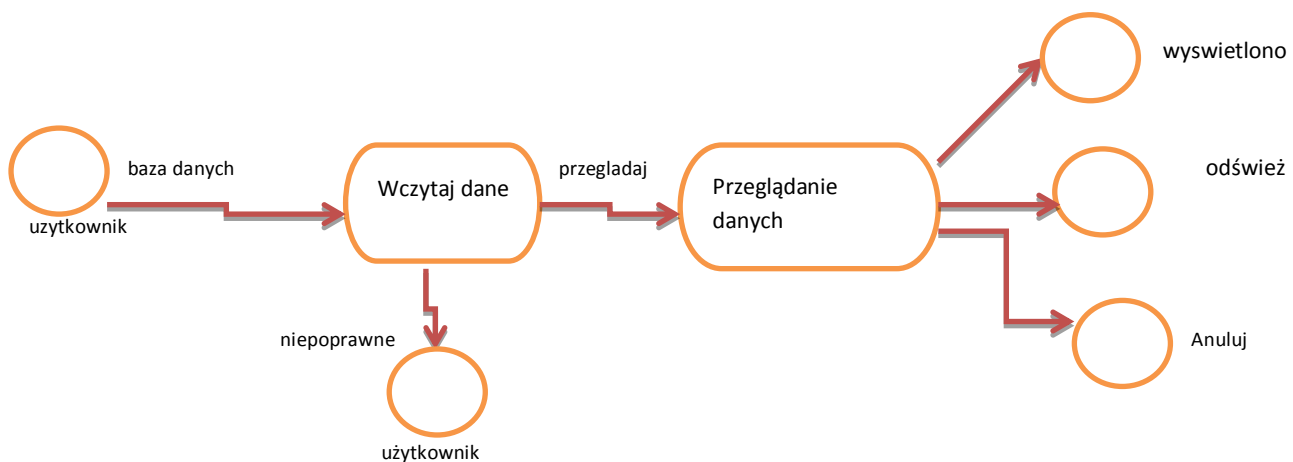 wyswietlono
baza danych
Wczytaj dane
przegladaj
Przeglądanie
danych
odśwież
uzytkownik
niepoprawne
Anuluj
użytkownik